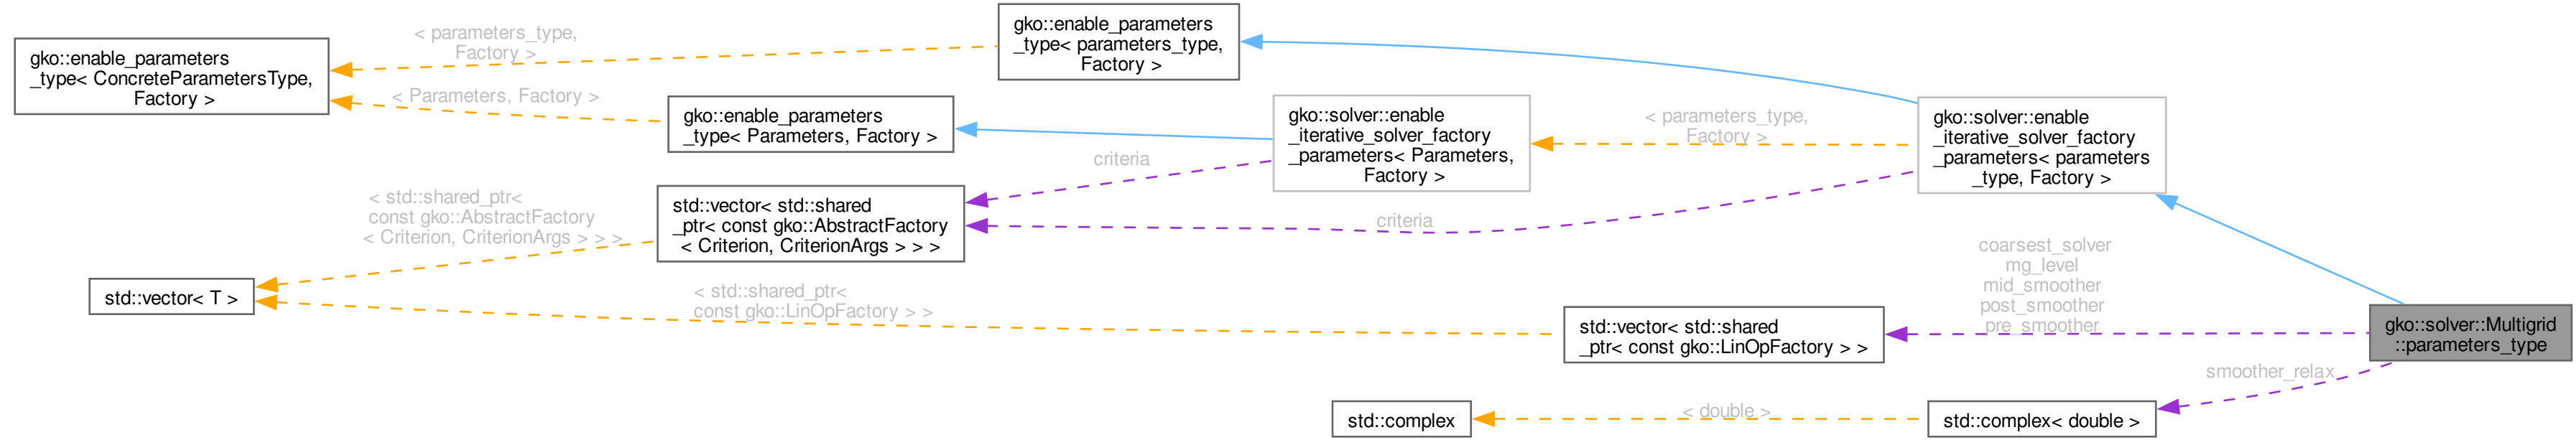 gko::enable_parameters
_type< ConcreteParametersType,
Factory >
< parameters_type,
Factory >
< Parameters, Factory >
gko::enable_parameters
_type< parameters_type,
Factory >
gko::enable_parameters
_type< Parameters, Factory >
gko::solver::enable
_iterative_solver_factory
_parameters< Parameters,
Factory >
< parameters_type,
Factory >
gko::solver::enable
_iterative_solver_factory
_parameters< parameters
_type, Factory >
criteria
criteria
< std::shared_ptr<
const gko::AbstractFactory
< Criterion, CriterionArgs > > >
std::vector< std::shared
_ptr< const gko::AbstractFactory
< Criterion, CriterionArgs > > >
std::vector< T >
< std::shared_ptr<
const gko::LinOpFactory > >
std::vector< std::shared
_ptr< const gko::LinOpFactory > >
coarsest_solver
mg_level
mid_smoother
post_smoother
pre_smoother
gko::solver::Multigrid
::parameters_type
smoother_relax
std::complex
< double >
std::complex< double >